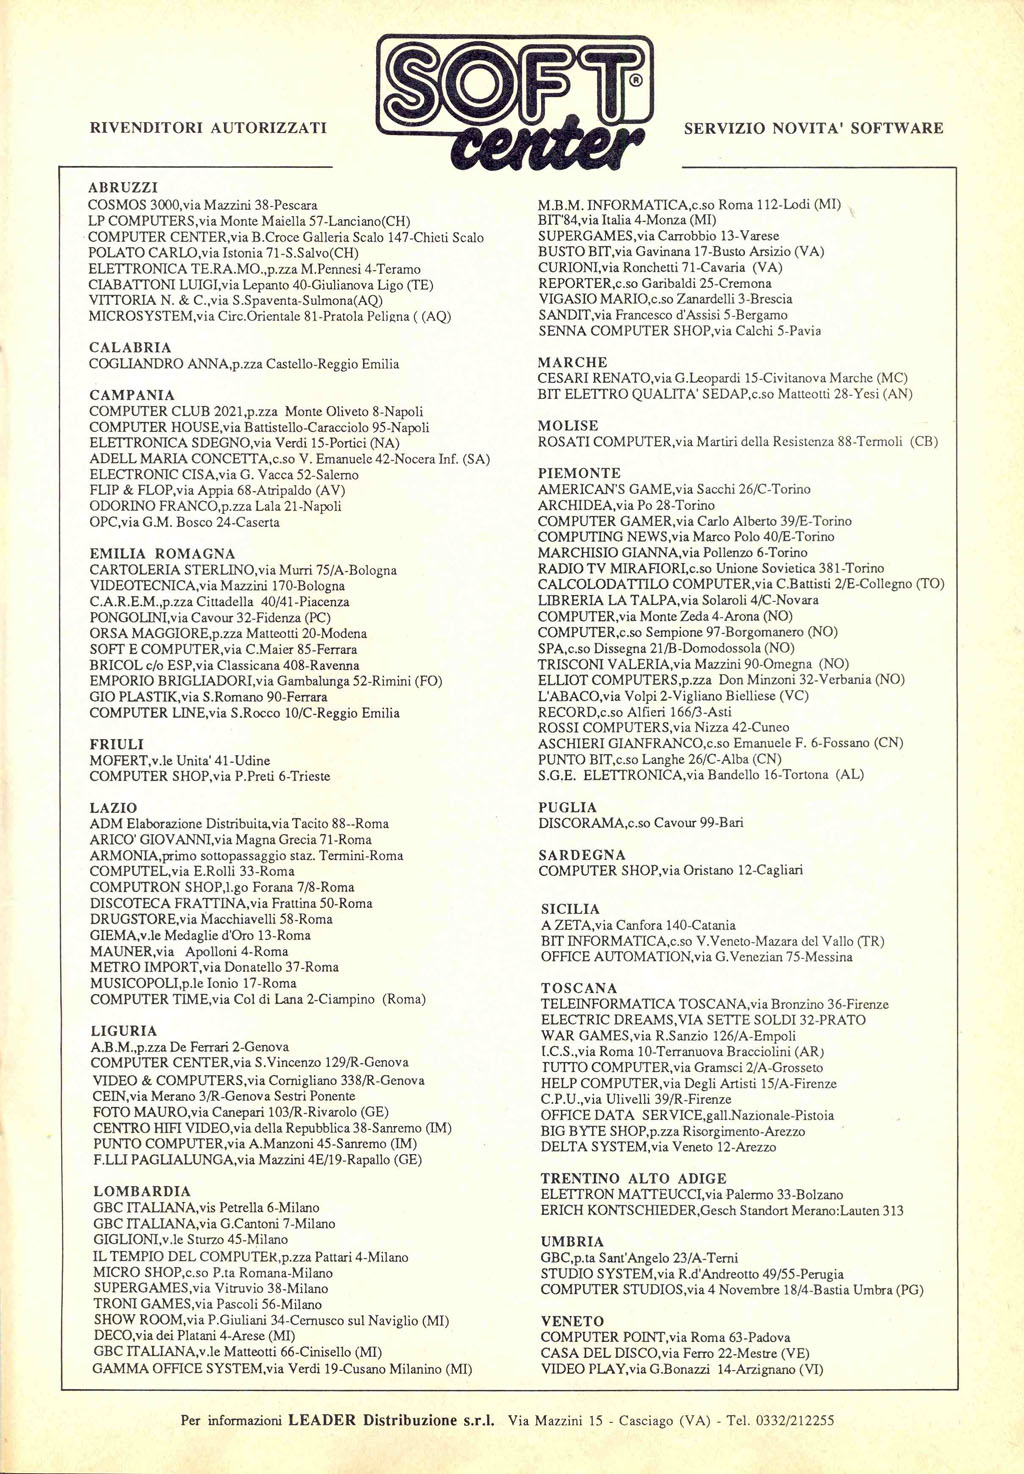 SOFT®
center
RIVENDITORI AUTORIZZATI
SERVIZIO NOVITA' SOFTWARE
ABRUZZI
COSMOS 3000,via Mazzini 38-Pescara
LP COMPUTERS,via Monte Maiella 57-Lanciano(CH)
COMPUTER CENTER,via B.Croce Galleria Scalo 147-Chieti Scalo
POLATO CARLO,via Istonia 71-S.Salvo(CH)
ELETTRONICA TE.RA.MO.,p.zza M.Pennesi 4-Teramo
CIABATTONI LUIGI,via Lepanto 40-Giulianova Ligo (TE)
VITTORIA N. & C.,via S.Spaventa-Sulmona(AQ)
MICROSYSTEM,via Circ.Orientale 81-Pratola Peligna ( (AQ)
CALABRIA
COGLIANDRO ANNA,p.zza Castello-Reggio Emilia
CAMPANIA
COMPUTER CLUB 2021,p.zza Monte Oliveto 8-Napoli
COMPUTER HOUSE,via Battistello-Caracciolo 95-Napoli
ELETTRONICA SDEGNO,via Verdi 15-Portici (NA)
ADELL MARIA CONCETTA,c.so V. Emanuele 42-Nocera Inf. (SA)
ELECTRONIC CISA,via G. Vacca 52-Salerno
FLIP & FLOP,via Appia 68-Atripaldo (AV)
ODORINO FRANCO,p.zza Lala 21-Napoli
OPC,via G.M. Bosco 24-Caserta
EMILIA ROMAGNA
CARTOLERIA STERLINO,via Murri 75/A-Bologna
VIDEOTECNICA,via Mazzini 170-Bologna
C.A.R.E.M.,p.zza Cittadella 40/41-Piacenza
PONGOLINI,via Cavour 32-Fidenza (PC)
ORSA MAGGIORE,p.zza Matteotti 20-Modena
SOFT E COMPUTER,via C.Maier 85-Ferrara
BRICOL c/o ESP,via Classicana 408-Ravenna
EMPORIO BRIGLIADORI,via Gambalunga 52-Rimini (FO)
GIO PLASTIK,via S.Romano 90-Ferrara
COMPUTER LINE,via S.Rocco 10/C-Reggio Emilia
FRIULI
MOFERT,v.le Unita' 41-Udine
COMPUTER SHOP,via P.Preti 6-Trieste
LAZIO
ADM Elaborazione Distribuita,via Tacito 88--Roma
ARICO' GIOVANNI,via Magna Grecia 71-Roma
ARMONIA,primo sottopassaggio staz. Termini-Roma
COMPUTEL,via E.Rolli 33-Roma
COMPUTRON SHOP,l.go Forana 7/8-Roma
DISCOTECA FRATTINA,via Frattina 50-Roma
DRUGSTORE,via Macchiavelli 58-Roma
GIEMA,v.le Medaglie d'Oro 13-Roma
MAUNER,via Apolloni 4-Roma
METRO IMPORT,via Donatello 37-Roma
MUSICOPOLI,p.le Ionio 17-Roma
COMPUTER TIME,via Col di Lana 2-Ciampino (Roma)
LIGURIA
A.B.M.,p.zza De Ferrari 2-Genova
COMPUTER CENTER,via S.Vincenzo 129/R-Genova
VIDEO & COMPUTERS,via Cornigliano 338/R-Genova
CEIN,via Merano 3/R-Genova Sestri Ponente
FOTO MAURO,via Canepari 103/R-Rivarolo (GE)
CENTRO HIFI VIDEO,via della Repubblica 38-Sanremo (IM)
PUNTO COMPUTER,via A.Manzoni 45-Sanremo (IM)
F.LLI PAGLIALUNGA,via Mazzini 4E/19-Rapallo (GE)
LOMBARDIA
GBC ITALIANA,vis Petrella 6-Milano
GBC ITALIANA,via G.Cantoni 7-Milano
GIGLIONI,v.le Sturzo 45-Milano
IL TEMPIO DEL COMPUTER,p.zza Pattari 4-Milano
MICRO SHOP,c.so P.ta Romana-Milano
SUPERGAMES,via Vitruvio 38-Milano
TRONI GAMES,via Pascoli 56-Milano
SHOW ROOM,via P.Giuliani 34-Cernusco sul Naviglio (MI)
DECO,via dei Platani 4-Arese (MI)
GBC ITALIANA,v.le Matteotti 66-Cinisello (MI)
GAMMA OFFICE SYSTEM,via Verdi 19-Cusano Milanino (MI)
M.B.M. INFORMATICA,c.so Roma 112-Lodi (MI)
BIT'84,via Italia 4-Monza (MI)
SUPERGAMES,via Carrobbio 13-Varese
BUSTO BIT,via Gavinana 17-Busto Arsizio (VA)
CURIONI,via Ronchetti 71-Cavaria (VA)
REPORTER,c.so Garibaldi 25-Cremona
VIGASIO MARIO,c.so Zanardelli 3-Brescia
SANDIT,via Francesco d'Assisi 5-Bergamo
SENNA COMPUTER SHOP,via Calchi 5-Pavia
MARCHE
CESARI RENATO,via G.Leopardi 15-Civitanova Marche (MC)
BIT ELETTRO QUALITA' SEDAP,c.so Matteotti 28-Yesi (AN)
MOLISE
ROSATI COMPUTER,via Martiri della Resistenza 88-Termoli (CB)
PIEMONTE
AMERICAN'S GAME,via Sacchi 26/C-Torino
ARCHIDEA,via Po 28-Torino
COMPUTER GAMER,via Carlo Alberto 39/E-Torino
COMPUTING NEWS,via Marco Polo 40/E-Torino
MARCHISIO GIANNA,via Pollenzo 6-Torino
RADIO TV MIRAFIORI,c.so Unione Sovietica 381-Torino
CALCOLODATTILO COMPUTER,via C.Battisti 2/E-Collegno (TO)
LIBRERIA LA TALPA,via Solaroli 4/C-Novara
COMPUTER,via Monte Zeda 4-Arona (NO)
COMPUTER,c.so Sempione 97-Borgomanero (NO)
SPA,c.so Dissegna 21/B-Domodossola (NO)
TRISCONI VALERIA,via Mazzini 90-Omegna (NO)
ELLIOT COMPUTERS,p.zza Don Minzoni 32-Verbania (NO)
L'ABACO,via Volpi 2-Vigliano Bielliese (VC)
RECORD,c.so Alfieri 166/3-Asti
ROSSI COMPUTERS,via Nizza 42-Cuneo
ASCHIERI GIANFRANCO,c.so Emanuele F. 6-Fossano (CN)
PUNTO BIT,c.so Langhe 26/C-Alba (CN)
S.G.E. ELETTRONICA,via Bandello 16-Tortona (AL)
PUGLIA
DISCORAMA,c.so Cavour 99-Bari
SARDEGNA
COMPUTER SHOP,via Oristano 12-Cagliari
SICILIA
A ZETA,via Canfora 140-Catania
BIT INFORMATICA,c.so V.Veneto-Mazara del Vallo (TR)
OFFICE AUTOMATION,via G.Venezian 75-Messina
TOSCANA
TELEINFORMATICA TOSCANA,via Bronzino 36-Firenze
ELECTRIC DREAMS,VIA SETTE SOLDI 32-PRATO
WAR GAMES,via R.Sanzio 126/A-Empoli
I.C.S.,via Roma 10-Terranuova Bracciolini (AR)
TUTTO COMPUTER,via Gramsci 2/A-Grosseto
HELP COMPUTER,via Degli Artisti 15/A-Firenze
C.P.U.,via Ulivelli 39/R-Firenze
OFFICE DATA SERVICE,gall.Nazionale-Pistoia
BIG BYTE SHOP,p.zza Risorgimento-Arezzo
DELTA SYSTEM,via Veneto 12-Arezzo
TRENTINO ALTO ADIGE
ELETTRON MATTEUCCI,via Palermo 33-Bolzano
ERICH KONTSCHIEDER,Gesch Standort Merano:Lauten 313
UMBRIA
GBC,p.ta Sant'Angelo 23/A-Terni
STUDIO SYSTEM,via R.d'Andreotto 49/55-Perugia
COMPUTER STUDIOS,via 4 Novembre 18/4-Bastia Umbra (PG)
VENETO
COMPUTER POINT,via Roma 63-Padova
CASA DEL DISCO,via Ferro 22-Mestre (VE)
VIDEO PLAY,via G.Bonazzi 14-Arzignano (VI)
Per informazioni LEADER Distribuzione s.r.l. Via Mazzini 15 - Casciago (VA) - Tel. 0332/212255